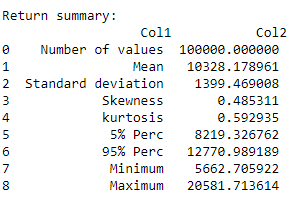 Return summary:
Col1 Col2
0 Number of values 100000.000000
1 Mean 10328.178961
2 Standard deviation 1399.469008
3 Skewness 0.485311
4 kurtosis 0.592935
5 5% Perc 8219.326762
6 95% Perc 12770.989189
7 Minimum 5662.705922
8 Maximum 20581.713614